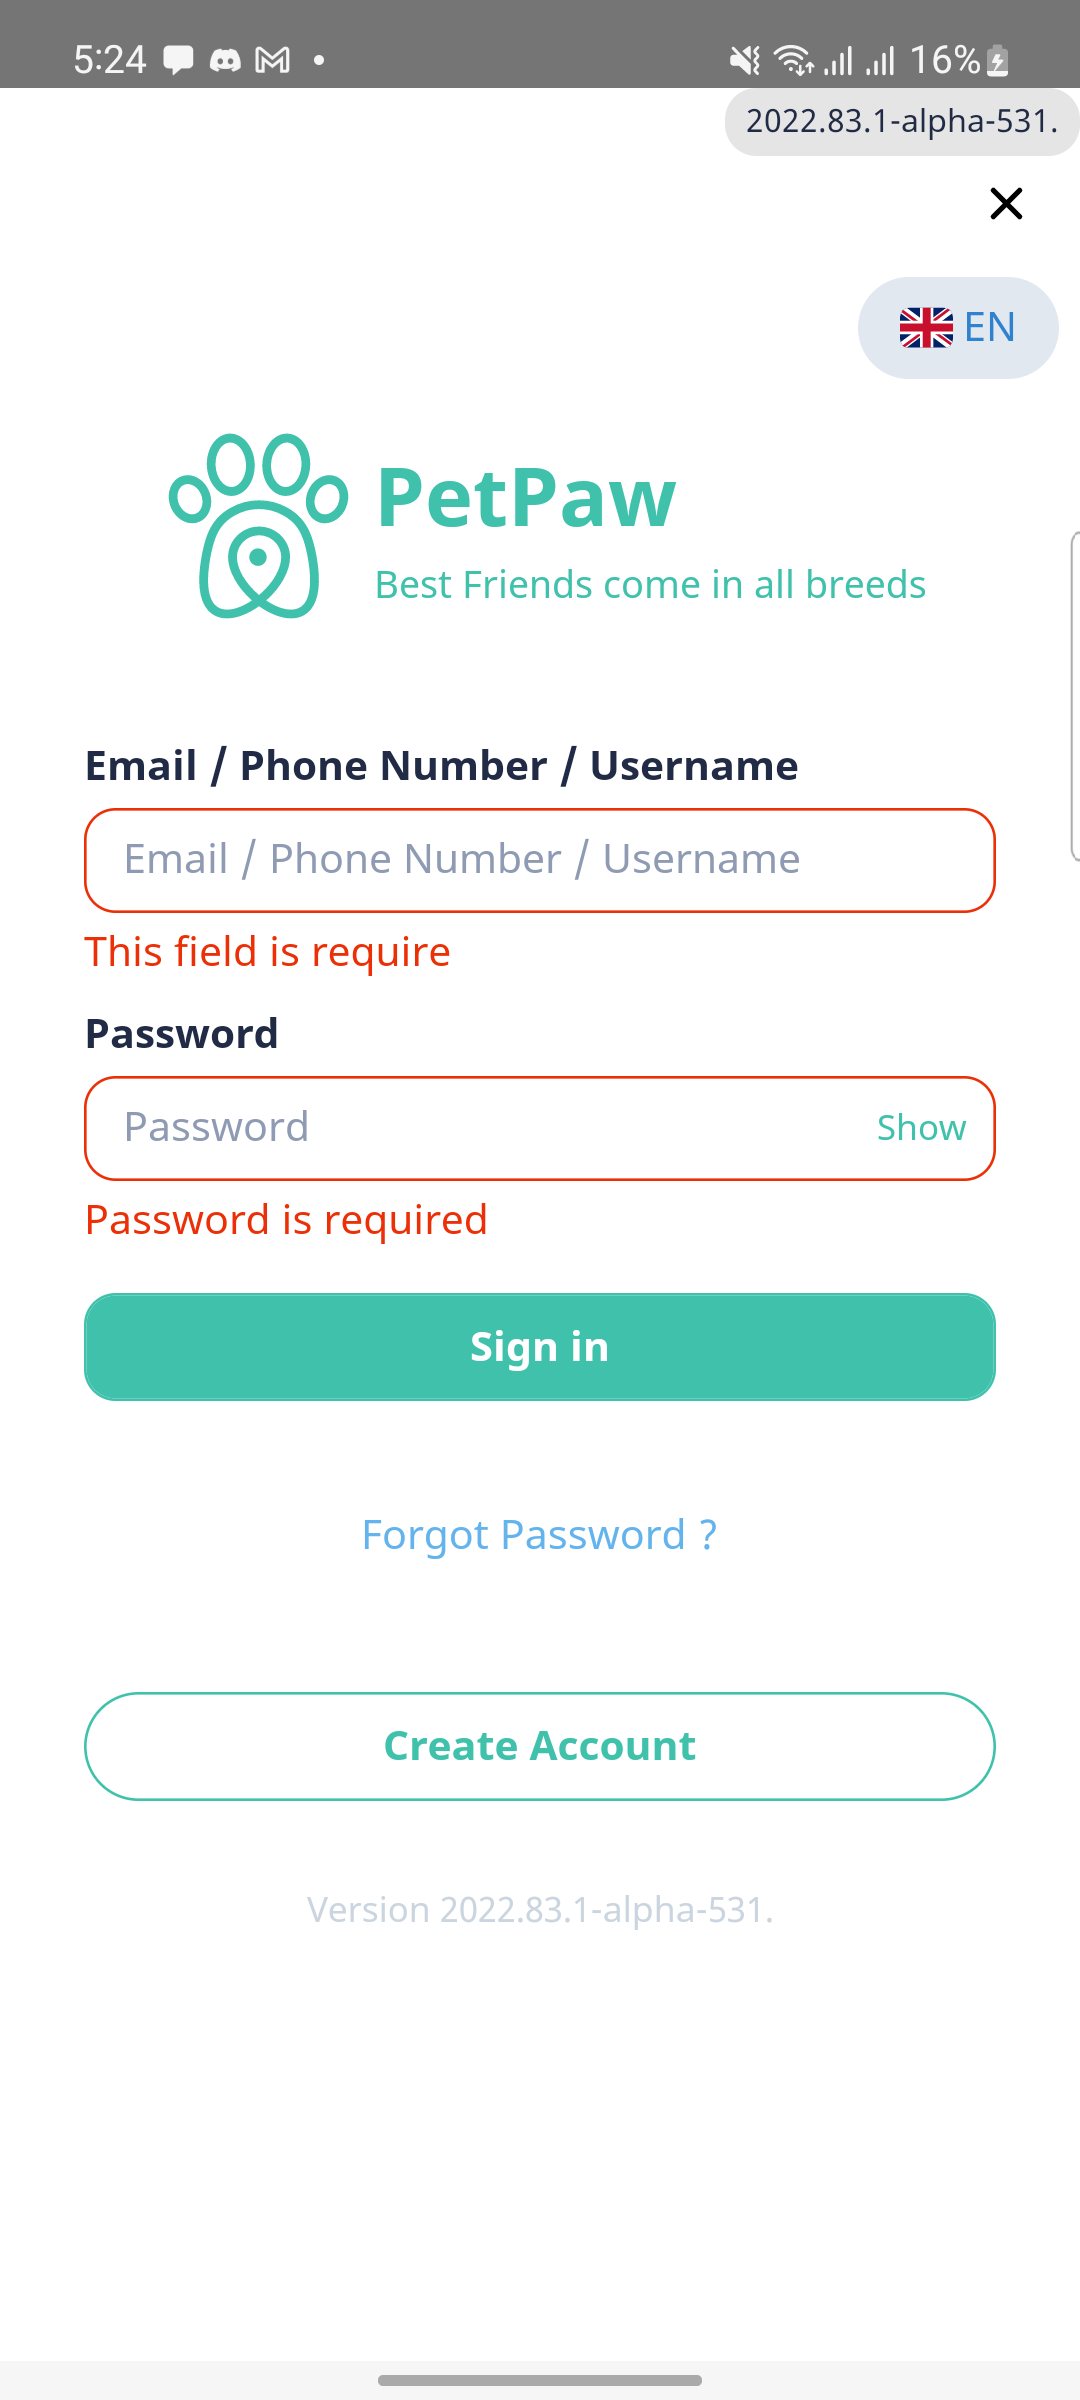 5:24 16%
2022.83.1-alpha-531.
EN
PetPaw
Best Friends come in all breeds
Email / Phone Number / Username
Email / Phone Number / Username
This field is require
Password
Password Show
Password is required
Sign in
Forgot Password ?
Create Account
Version 2022.83.1-alpha-531.